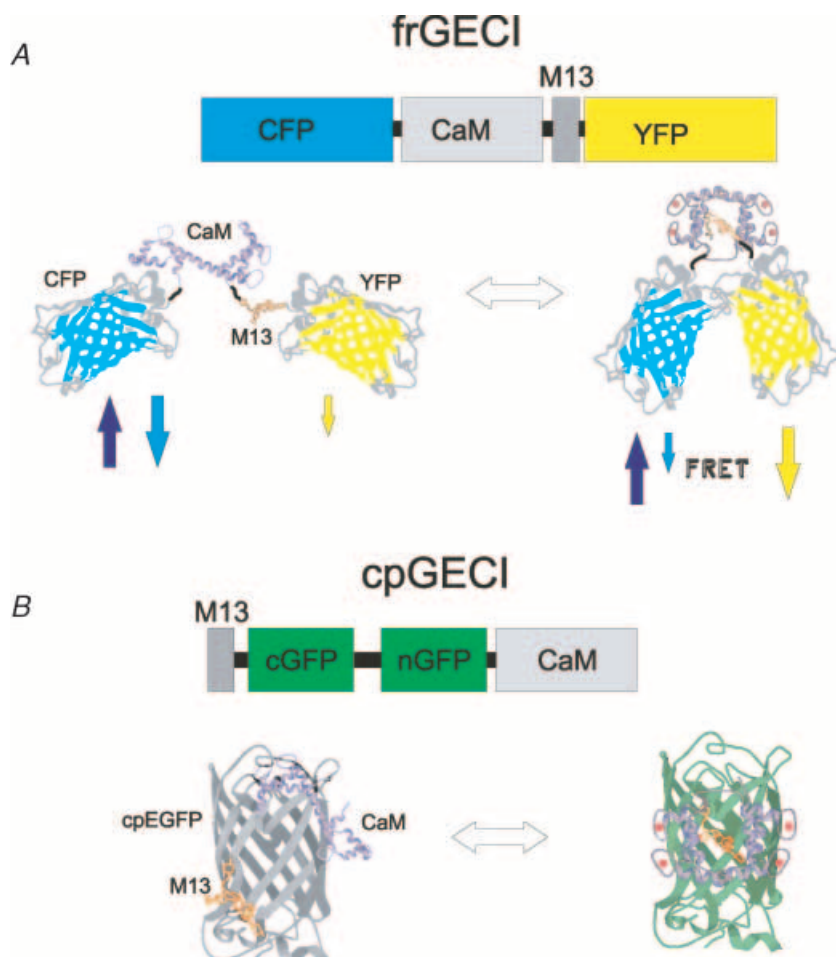 frGECI
A
M13
CFP CaM YFP
CaM
CFP YFP
M13
FRET
cpGECI
B
M13
cGFP nGFP CaM
cpEGFP CaM
M13